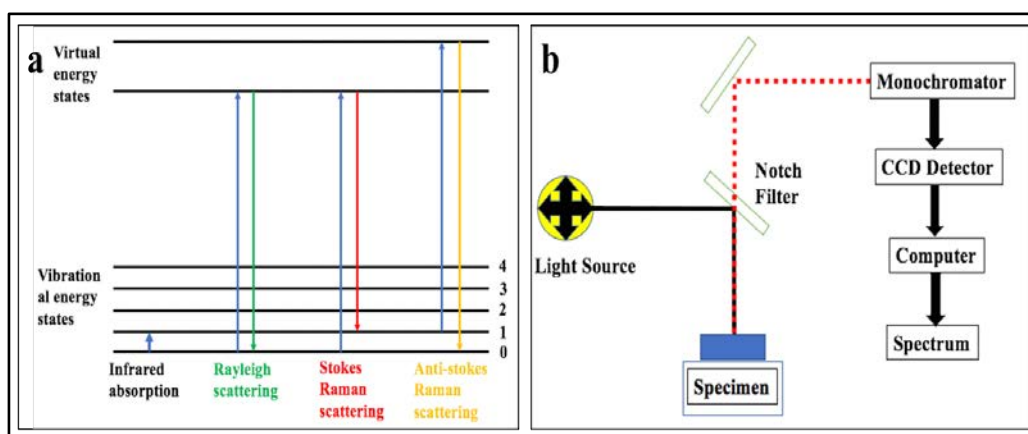 a
Virtual
energy
states
Vibration
al energy
states
4
3
2
1
0
Infrared
absorption
Rayleigh
scattering
Stokes
Raman
scattering
Anti-stokes
Raman
scattering
b
Monochromator
Notch
Filter
CCD Detector
Light Source
Computer
Spectrum
Specimen